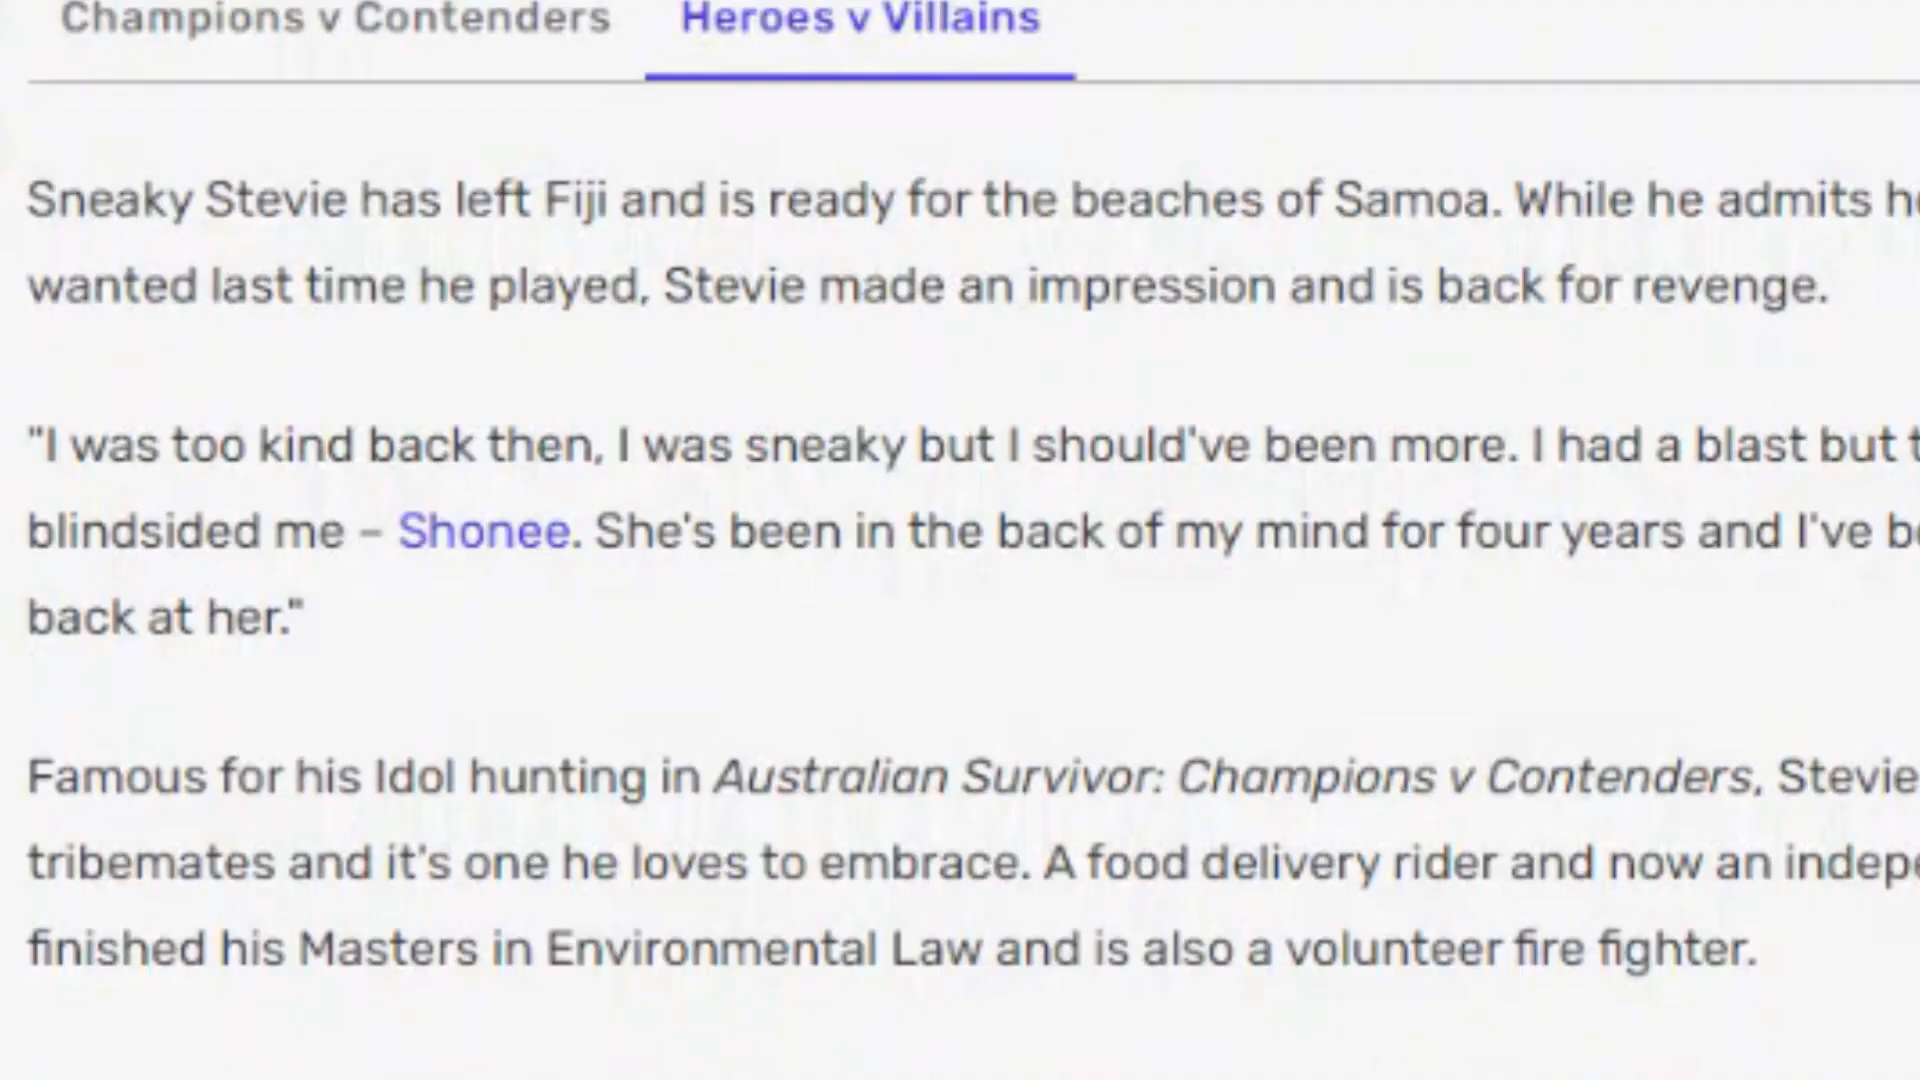 Champions v Contenders Heroes v Villains
Sneaky Stevie has left Fiji and is ready for the beaches of Samoa. While he admits
wanted last time he played, Stevie made an impression and is back for revenge.
"I was too kind back then, I was sneaky but I should've been more. I had a blast but
blindsided me – Shonee. She's been in the back of my mind for four years and I've
back at her."
Famous for his Idol hunting in Australian Survivor: Champions v Contenders, Stevie
tribemates and it's one he loves to embrace. A food delivery rider and now an
finished his Masters in Environmental Law and is also a volunteer fire fighter.